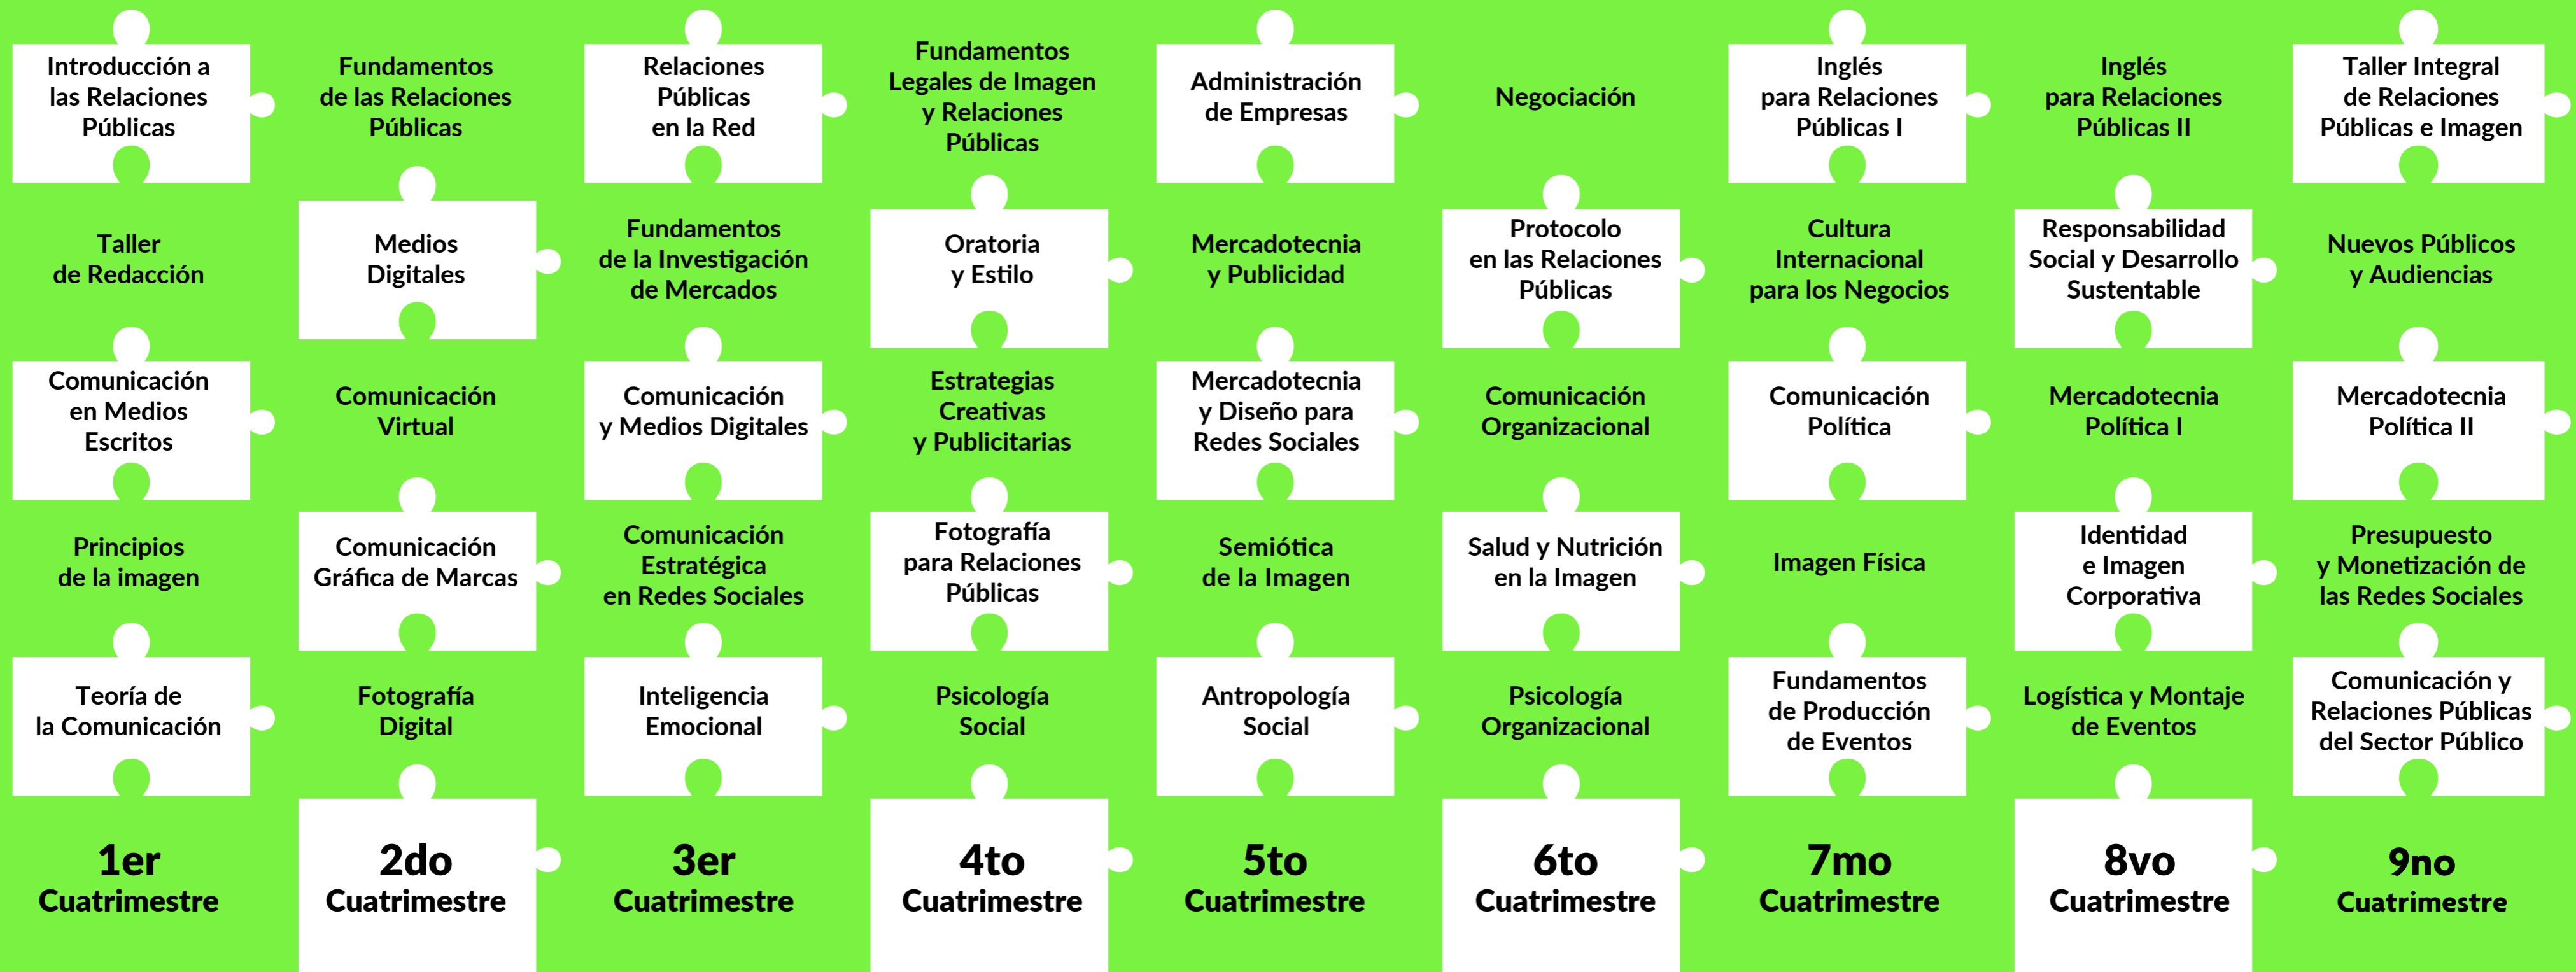 Introducción a
las Relaciones
Públicas
Fundamentos
de las Relaciones
Públicas
Relaciones
Públicas
en la Red
Fundamentos
Legales de Imagen
y Relaciones
Públicas
Administración
de Empresas
Negociación
Inglés
para Relaciones
Públicas I
Inglés
para Relaciones
Públicas II
Taller Integral
de Relaciones
Públicas e Imagen
Taller
de Redacción
Medios
Digitales
Fundamentos
de la Investigación
de Mercados
Oratoria
y Estilo
Mercadotecnia
y Publicidad
Protocolo
en las Relaciones
Públicas
Cultura
Internacional
para los Negocios
Responsabilidad
Social y Desarrollo
Sustentable
Nuevos Públicos
y Audiencias
Comunicación
en Medios
Escritos
Comunicación
Virtual
Comunicación
y Medios Digitales
Estrategias
Creativas
y Publicitarias
Mercadotecnia
y Diseño para
Redes Sociales
Comunicación
Organizacional
Comunicación
Política
Mercadotecnia
Política I
Mercadotecnia
Política II
Principios
de la imagen
Comunicación
Gráfica de Marcas
Comunicación
Estratégica
en Redes Sociales
Fotografía
para Relaciones
Públicas
Semiótica
de la Imagen
Salud y Nutrición
en la Imagen
Imagen Física
Identidad
e Imagen
Corporativa
Presupuesto
y Monetización de
las Redes Sociales
Teoría de
la Comunicación
Fotografía
Digital
Inteligencia
Emocional
Psicología
Social
Antropología
Social
Psicología
Organizacional
Fundamentos
de Producción
de Eventos
Logística y Montaje
de Eventos
Comunicación y
Relaciones Públicas
del Sector Público
1er
Cuatrimestre
2do
Cuatrimestre
3er
Cuatrimestre
4to
Cuatrimestre
5to
Cuatrimestre
6to
Cuatrimestre
7mo
Cuatrimestre
8vo
Cuatrimestre
9no
Cuatrimestre